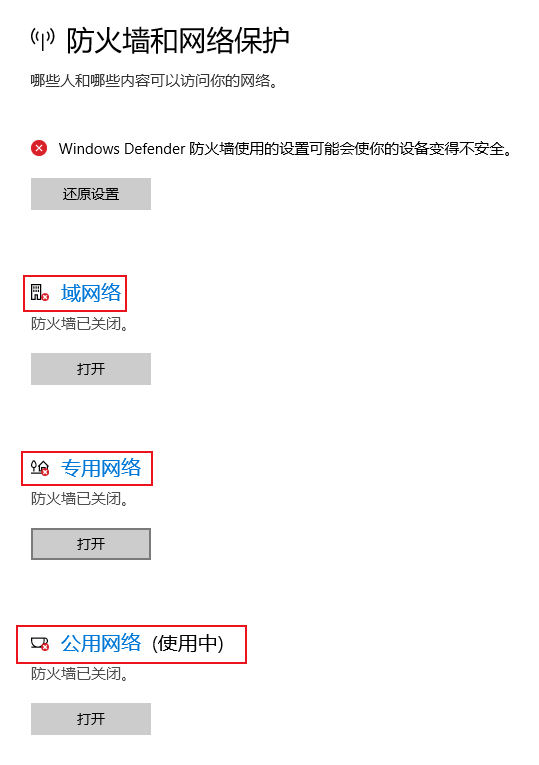 防火墙和网络保护
哪些人和哪些内容可以访问你的网络。
Windows Defender 防火墙使用的设置可能会使你的设备变得不安全。
还原设置
域网络
防火墙已关闭。
打开
专用网络
防火墙已关闭。
打开
公用网络 (使用中)
防火墙已关闭。
打开